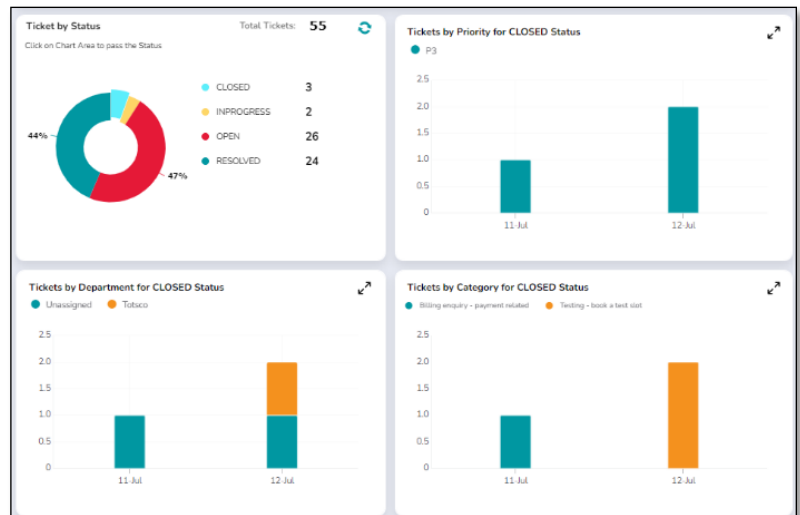 Ticket by Status
Total Tickets: 55
Click on Chart Area to pass the Status
CLOSED 3
INPROGRESS 2
OPEN 26
RESOLVED 24
44%
47%
Tickets by Priority for CLOSED Status
P3
2.5
2.0
1.5
1.0
0.5
0
11-Jul 12-Jul
Tickets by Department for CLOSED Status
Unassigned Totsco
2.5
2.0
1.5
1.0
0.5
0
11-Jul 12-Jul
Tickets by Category for CLOSED Status
Billing enquiry - payment related Testing - book a test slot
2.5
2.0
1.5
1.0
0.5
0
11-Jul 12-Jul